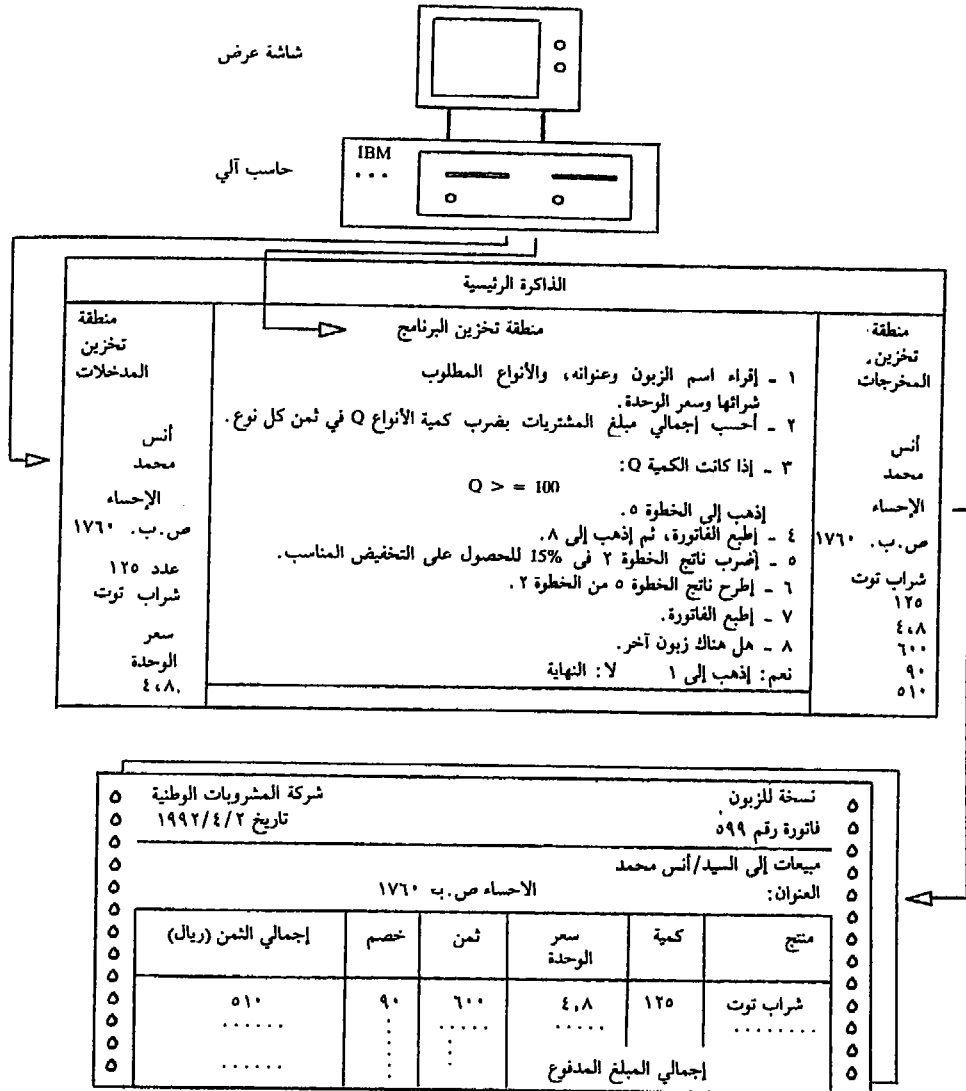 شاشة عرض
حاسب آلي
IBM
الذاكرة الرئيسية
منطقة
تخزين
المخرجات
أنس
محمد
الإحساء
ص.ب. ١٧٦٠
شراب توت
١٢٥
٤،٨
٦٠٠
٩٠
٥١٠
منطقة تخزين البرنامج
١ - إقراء اسم الزبون وعنوانه، والأنواع المطلوب
شرائها وسعر الوحدة.
٢ - أحسب إجمالي مبلغ المشتريات بضرب كمية الأنواع Q في ثمن كل نوع.
٣ - إذا كانت الكمية Q:
Q > = 100
إذهب إلى الخطوة ٥.
٤ - إطبع الفاتورة، ثم إذهب إلى ٨.
٥ - أضرب ناتج الخطوة ٢ فى 15% للحصول على التخفيض المناسب.
٦ - إطرح ناتج الخطوة ٥ من الخطوة ٢.
٧ - إطبع الفاتورة.
٨ - هل هناك زبون آخر.
نعم: إذهب إلى ١ لا: النهاية
منطقة
تخزين
المدخلات
أنس
محمد
الإحساء
ص.ب. ١٧٦٠
عدد ١٢٥
شراب توت
سعر
الوحدة
٤،٨.
نسخة للزبون شركة المشروبات الوطنية
فاتورة رقم ٥٩٩ تاريخ ١٩٩٢/٤/٢
مبيعات إلى السيد/أنس محمد
العنوان: الاحساء ص.ب ١٧٦٠
منتج كمية سعر الوحدة ثمن خصم إجمالي الثمن (ريال)
شراب توت ١٢٥ ٤,٨ ٦٠٠ ٩٠ ٥١٠
إجمالي المبلغ المدفوع